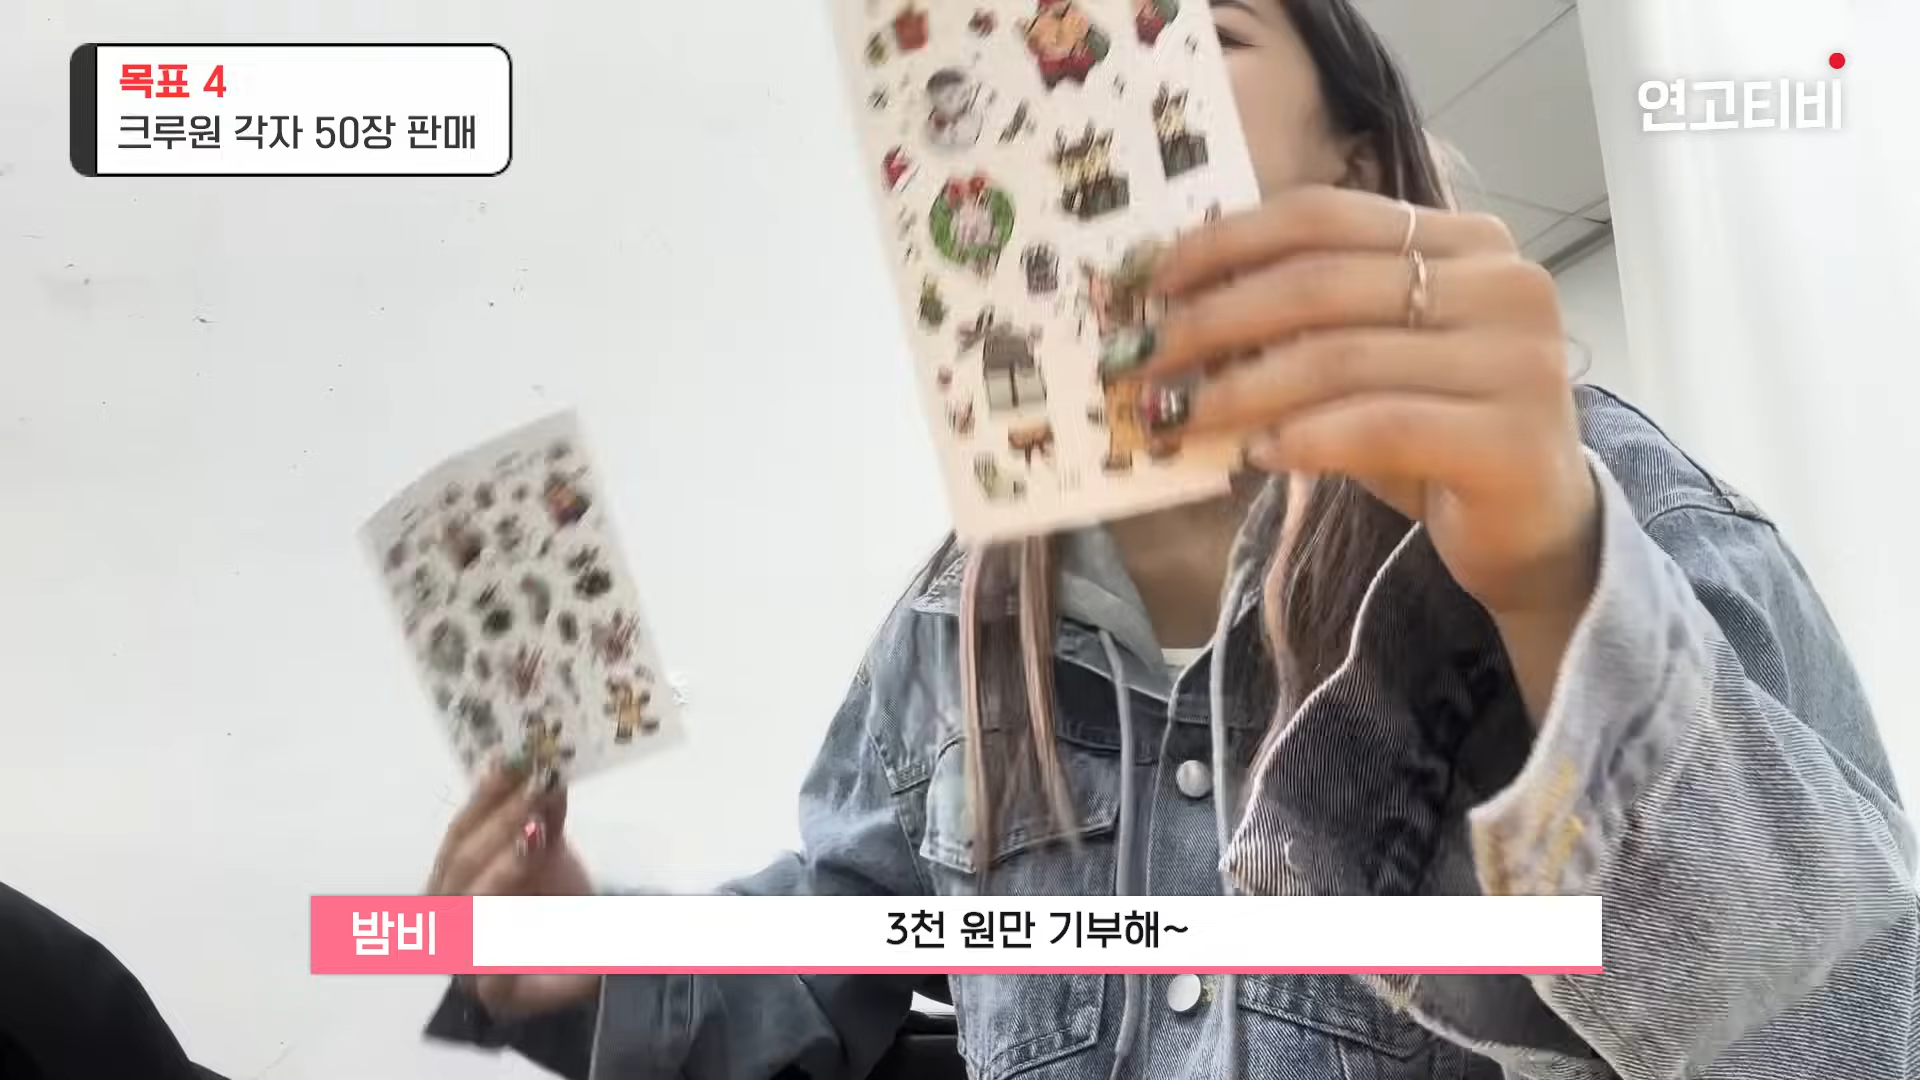 목표 4
크루원 각자 50장 판매
연고티비
밤비
3천 원만 기부해~